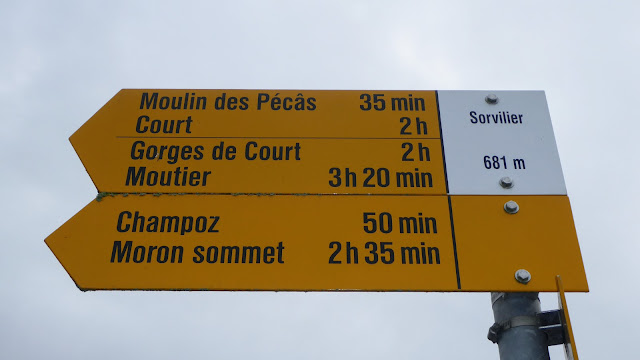 Moulin des Pécâs 35 min
Court 2 h
Gorges de Court 2 h
Moutier 3 h 20 min
Sorvilier
681 m
Champoz 50 min
Moron sommet 2 h 35 min